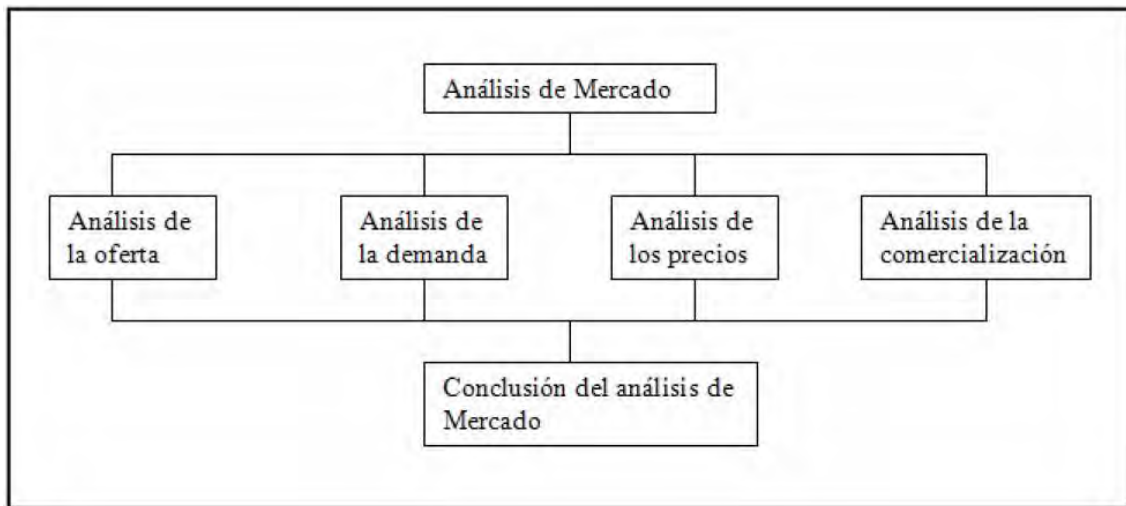 Análisis de Mercado
Análisis de
la oferta
Análisis de
la demanda
Análisis de
los precios
Análisis de la
comercialización
Conclusión del análisis de
Mercado